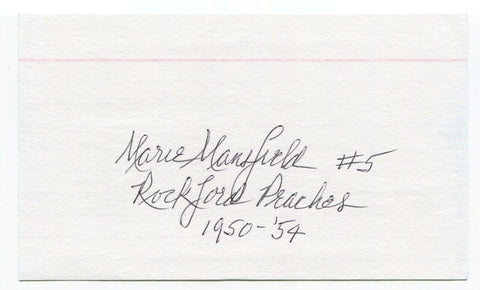 Marie Mansfield #5
Rockford Peaches
1950-'54